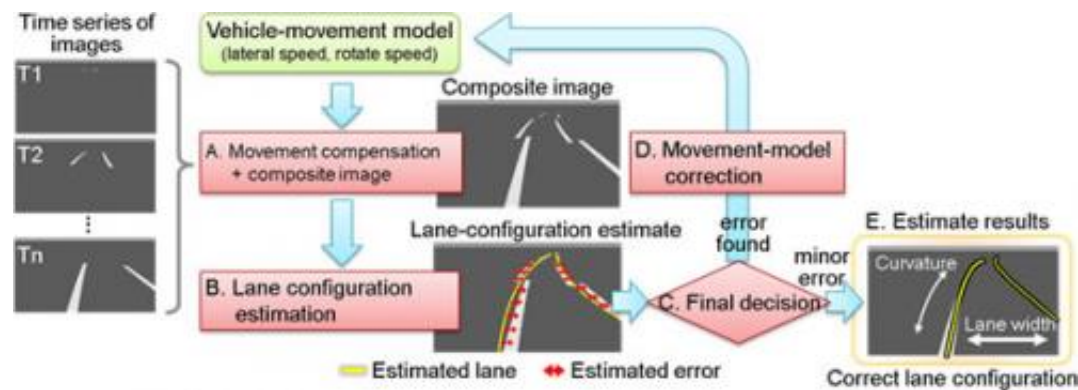 Time series of
images
T1
T2
Tn
Vehicle-movement model
(lateral speed, rotate speed)
Composite image
A. Movement compensation
+ composite image
D. Movement-model
correction
Lane-configuration estimate
error
found
B. Lane configuration
estimation
C. Final decision
minor
error
E. Estimate results
Curvature
Lane width
Estimated lane
Estimated error
Correct lane configuration